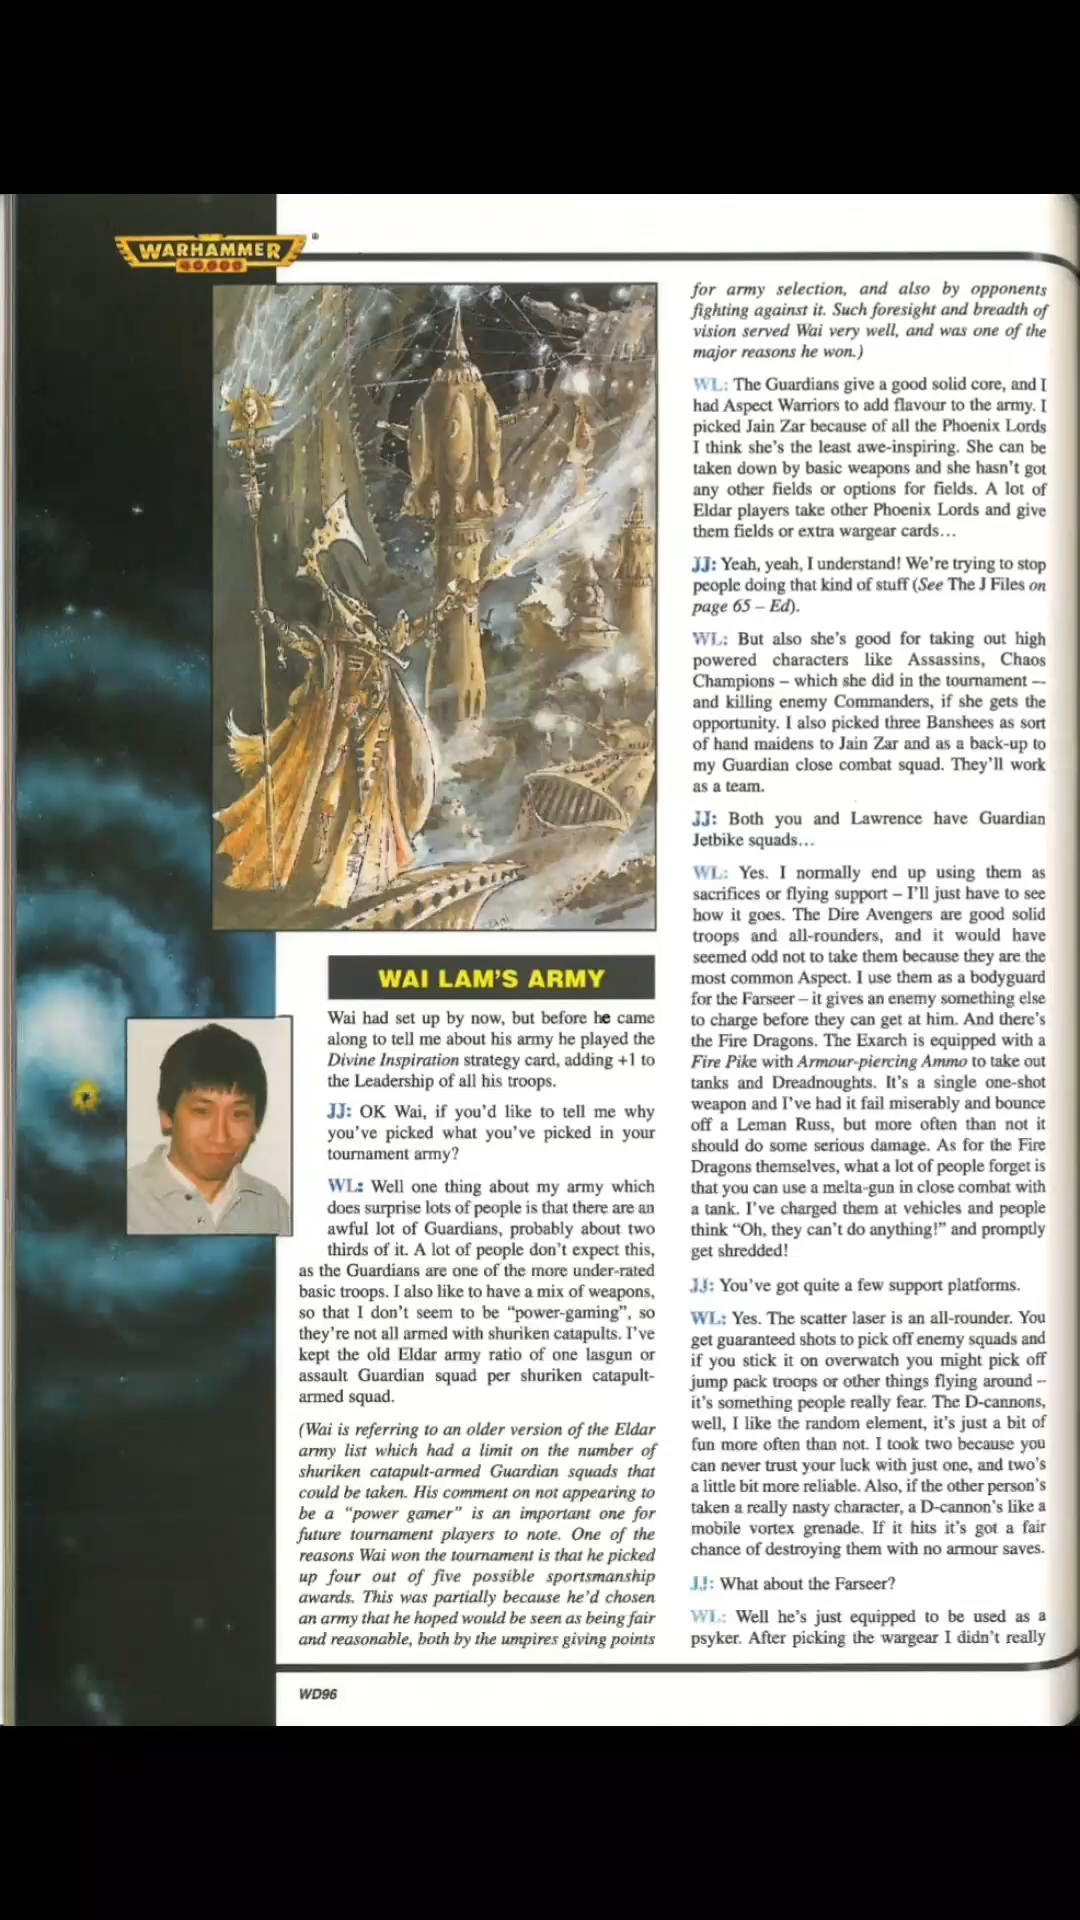 WARHAMMER
40,000
®
WAI LAM'S ARMY
Wai had set up by now, but before he came
along to tell me about his army he played the
Divine Inspiration strategy card, adding +1 to
the Leadership of all his troops.
JJ: OK Wai, if you'd like to tell me why
you've picked what you've picked in your
tournament army?
WL: Well one thing about my army which
does surprise lots of people is that there are an
awful lot of Guardians, probably about two
thirds of it. A lot of people don't expect this,
as the Guardians are one of the more under-rated
basic troops. I also like to have a mix of weapons,
so that I don't seem to be "power-gaming", so
they're not all armed with shuriken catapults. I've
kept the old Eldar army ratio of one lasgun or
assault Guardian squad per shuriken catapult-
armed squad.
(Wai is referring to an older version of the Eldar
army list which had a limit on the number of
shuriken catapult-armed Guardian squads that
could be taken. His comment on not appearing to
be a "power gamer" is an important one for
future tournament players to note. One of the
reasons Wai won the tournament is that he picked
up four out of five possible sportsmanship
awards. This was partially because he'd chosen
an army that he hoped would be seen as being fair
and reasonable, both by the umpires giving points
for army selection, and also by opponents
fighting against it. Such foresight and breadth of
vision served Wai very well, and was one of the
major reasons he won.)
WL: The Guardians give a good solid core, and I
had Aspect Warriors to add flavour to the army. I
picked Jain Zar because of all the Phoenix Lords
I think she's the least awe-inspiring. She can be
taken down by basic weapons and she hasn't got
any other fields or options for fields. A lot of
Eldar players take other Phoenix Lords and give
them fields or extra wargear cards...
JJ: Yeah, yeah, I understand! We're trying to stop
people doing that kind of stuff (See The J Files on
page 65 – Ed).
WL: But also she's good for taking out high
powered characters like Assassins, Chaos
Champions – which she did in the tournament –
and killing enemy Commanders, if she gets the
opportunity. I also picked three Banshees as sort
of hand maidens to Jain Zar and as a back-up to
my Guardian close combat squad. They'll work
as a team.
JJ: Both you and Lawrence have Guardian
Jetbike squads...
WL: Yes. I normally end up using them as
sacrifices or flying support – I'll just have to see
how it goes. The Dire Avengers are good solid
troops and all-rounders, and it would have
seemed odd not to take them because they are the
most common Aspect. I use them as a bodyguard
for the Farseer – it gives an enemy something else
to charge before they can get at him. And there's
the Fire Dragons. The Exarch is equipped with a
Fire Pike with Armour-piercing Ammo to take out
tanks and Dreadnoughts. It's a single one-shot
weapon and I've had it fail miserably and bounce
off a Leman Russ, but more often than not it
should do some serious damage. As for the Fire
Dragons themselves, what a lot of people forget is
that you can use a melta-gun in close combat with
a tank. I've charged them at vehicles and people
think "Oh, they can't do anything!" and promptly
get shredded!
JJ: You've got quite a few support platforms.
WL: Yes. The scatter laser is an all-rounder. You
get guaranteed shots to pick off enemy squads and
if you stick it on overwatch you might pick off
jump pack troops or other things flying around –
it's something people really fear. The D-cannons,
well, I like the random element, it's just a bit of
fun more often than not. I took two because you
can never trust your luck with just one, and two's
a little bit more reliable. Also, if the other person's
taken a really nasty character, a D-cannon's like a
mobile vortex grenade. If it hits it's got a fair
chance of destroying them with no armour saves.
JJ: What about the Farseer?
WL: Well he's just equipped to be used as a
psyker. After picking the wargear I didn't really
WD96